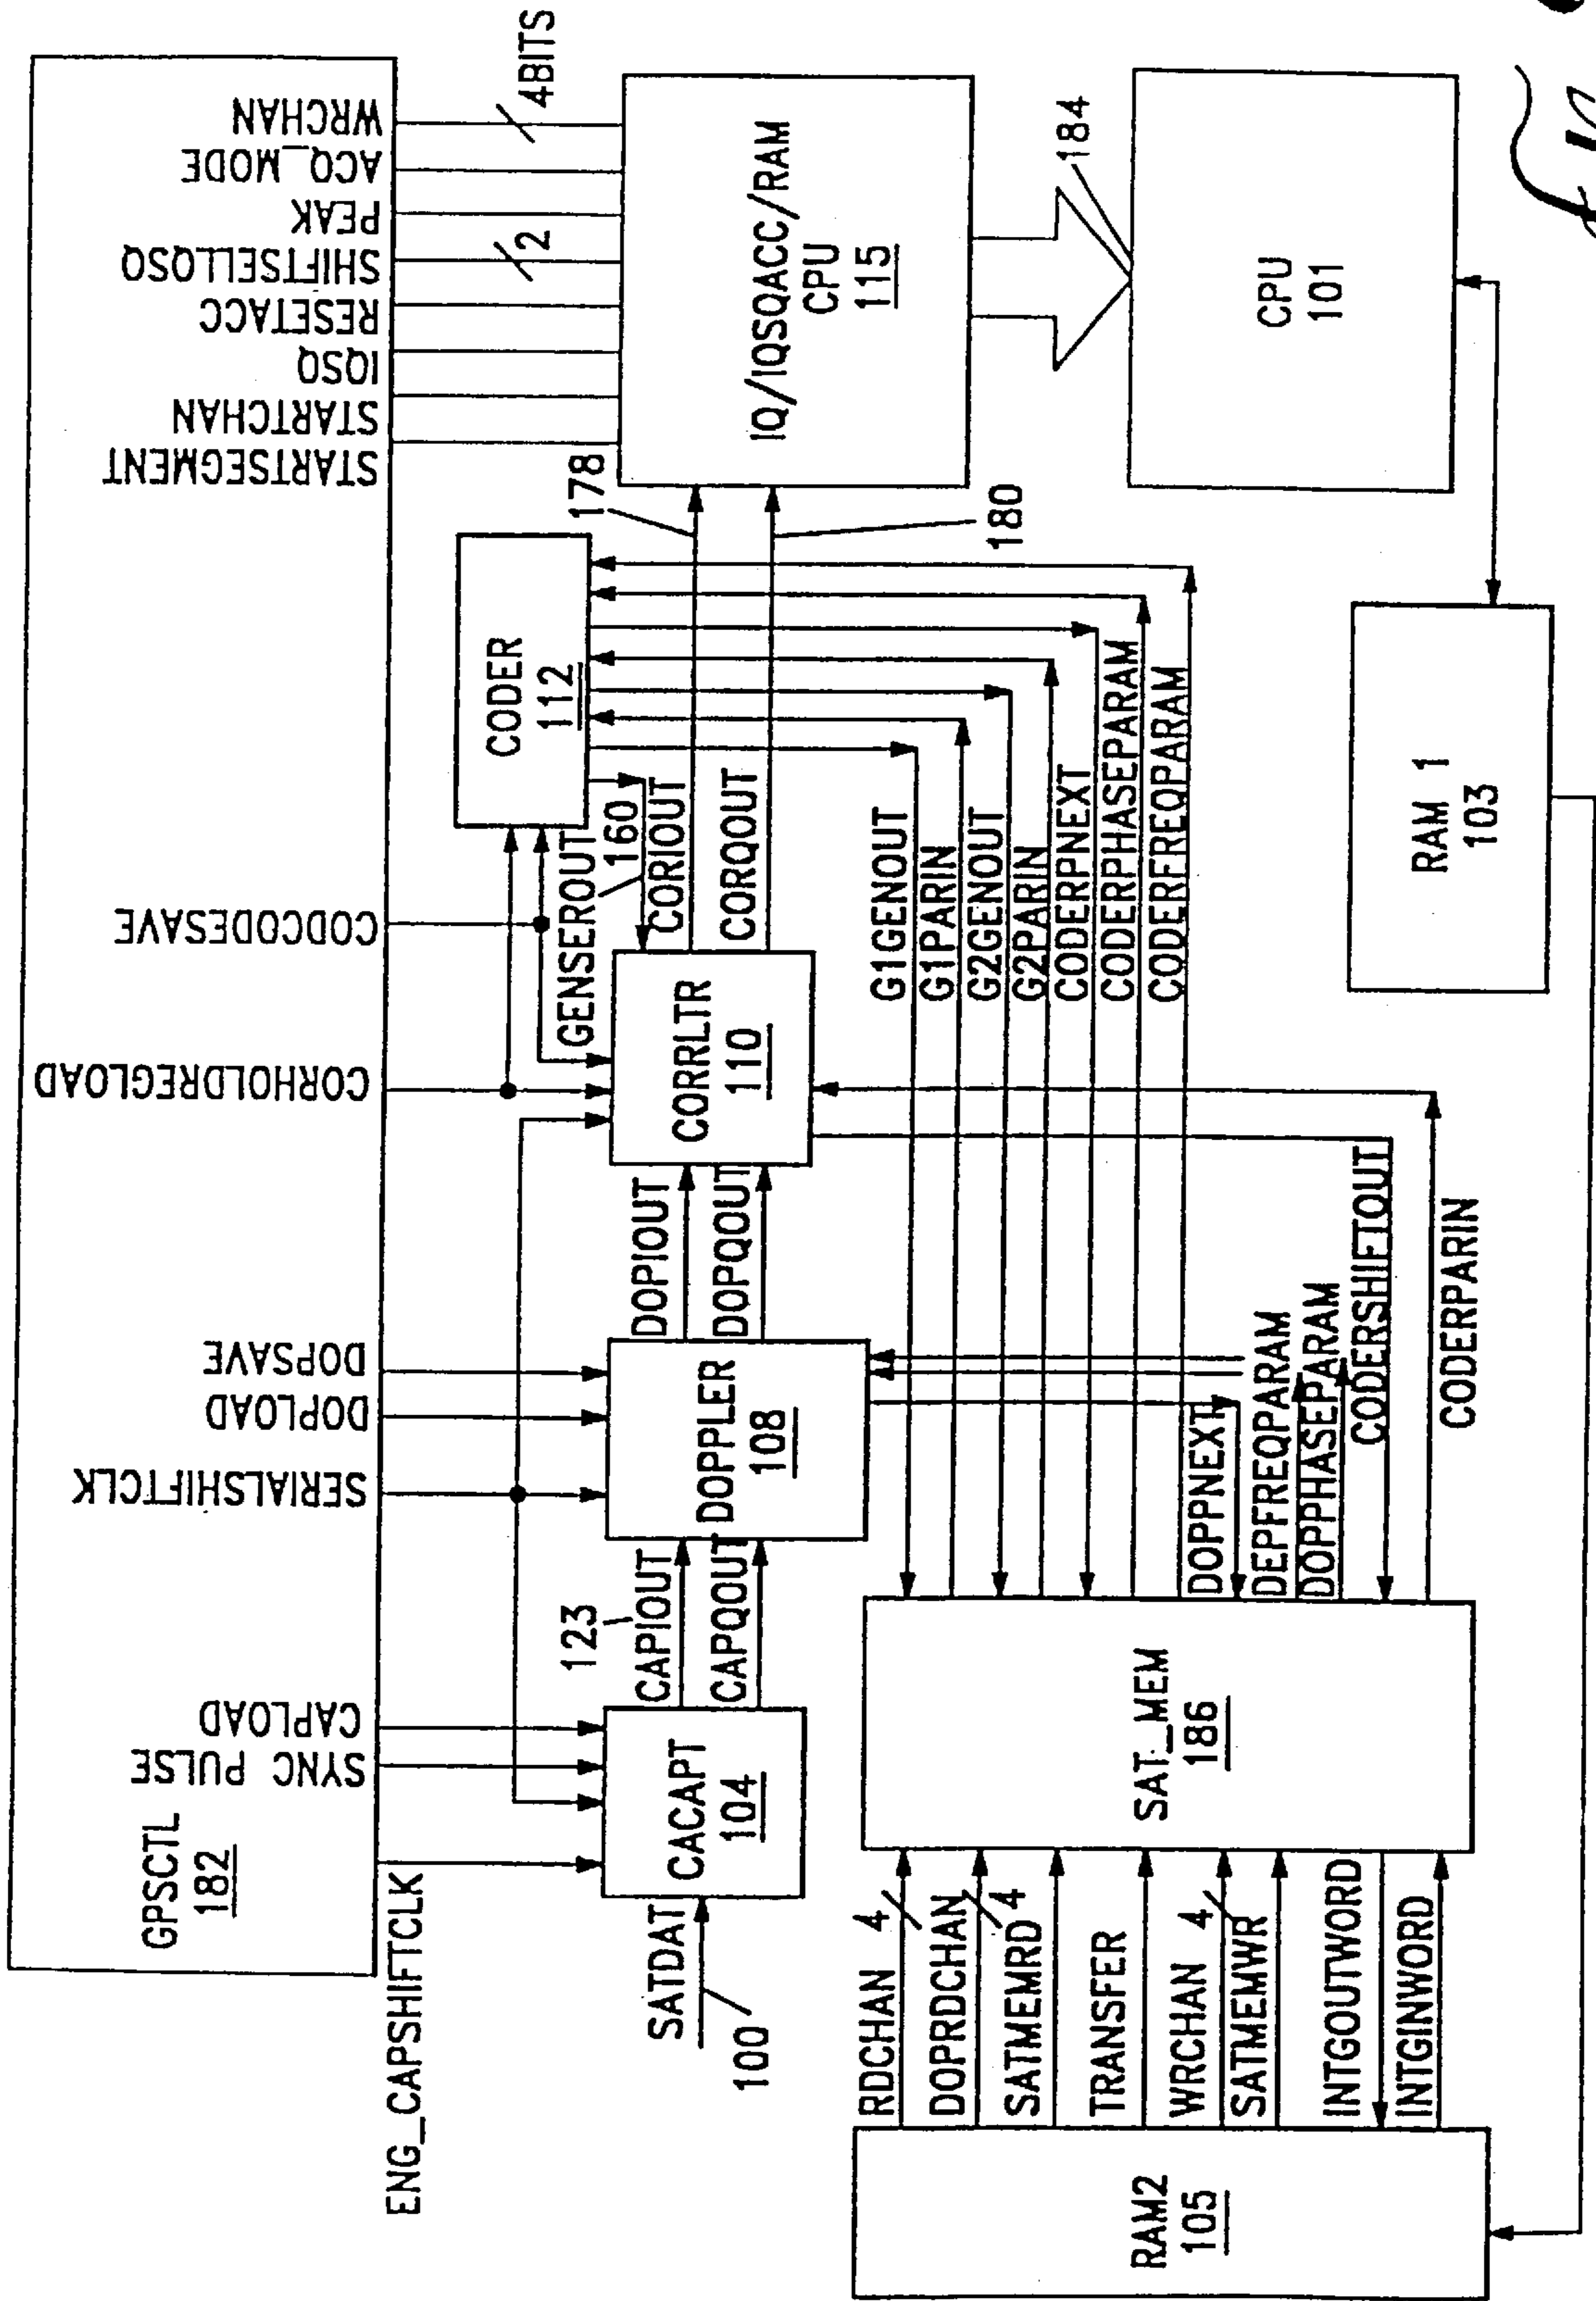 GPSCTL
182
ENG_CAPSHIFTCLK
SYNC PULSE
CAPLOAD
SERIALSHIFTCLK
DOPLOAD
DOPSAVE
CORHOLDREGLOAD
CODCODESAVE
STARTSEGMENT
STARTCHAN
IQSQ
RESETACC
SHIFTSELLQSQ
2
PEAK
ACQ_MODE
WRCHAN
4BITS
SATDAT
100
CACAPT
104
123
CAPIOUT
CAPQOUT
DOPPLER
108
DOPIOUT
DOPQOUT
CORRLTR
110
GENSEROUT
160
CORIOUT
CORQOUT
CODER
112
178
180
IQ/IQSQACC/RAM
CPU
115
184
CPU
101
RAM 1
103
RAM2
105
RDCHAN 4
DOPRDCHAN
4
SATMEMRD
TRANSFER
WRCHAN 4
SATMEMWR
INTGOUTWORD
INTGINWORD
SAT_MEM
186
G1GENOUT
G1PARIN
G2GENOUT
G2PARIN
CODERPNEXT
CODERPHASEPARAM
CODERFREQPARAM
DOPPNEXT
DEPFREQPARAM
DOPPHASEPARAM
CODERSHIFTOUT
CODERPARIN